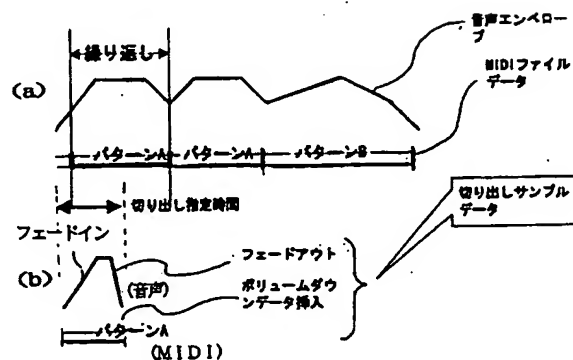 音声エンベロー
プ
繰り返し
MIDIファイル
データ
(a)
パターンA
パターンA
パターンB
切り出し指定時間
切り出しサンプル
データ
フェードイン
(b)
フェードアウト
(音声)
ボリュームダウ
ンデータ挿入
パターンA
(MIDI)